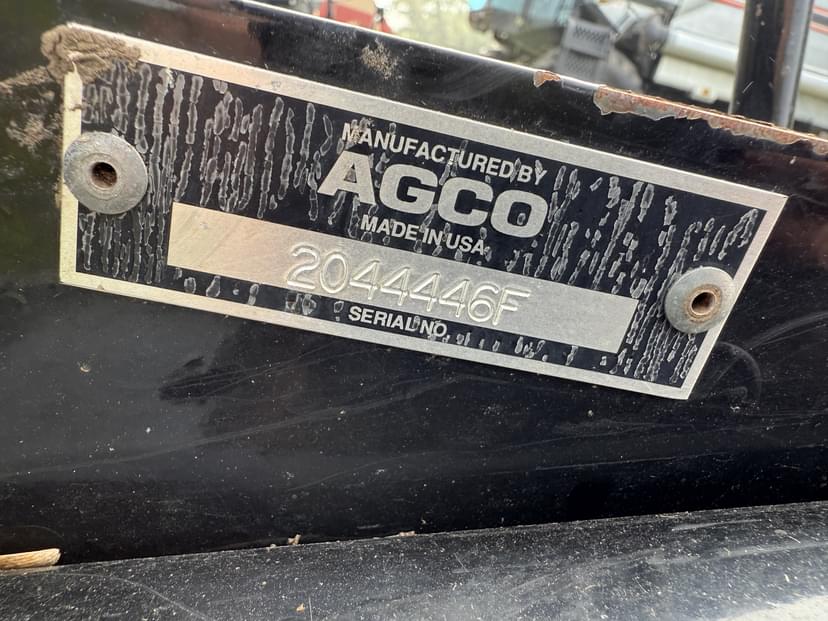 MANUFACTURED BY
AGCO
MADE IN USA
2044446F
SERIAL NO.